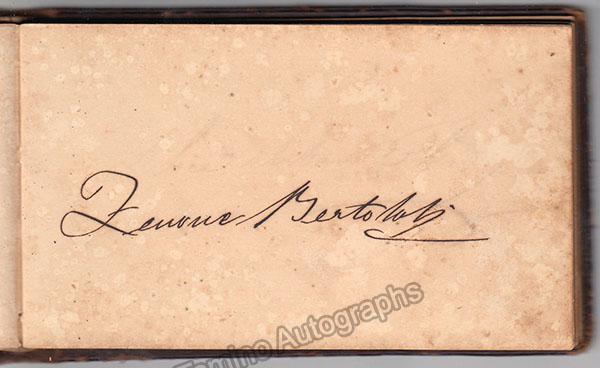 Zenone Bertolotti
Tamino Autographs